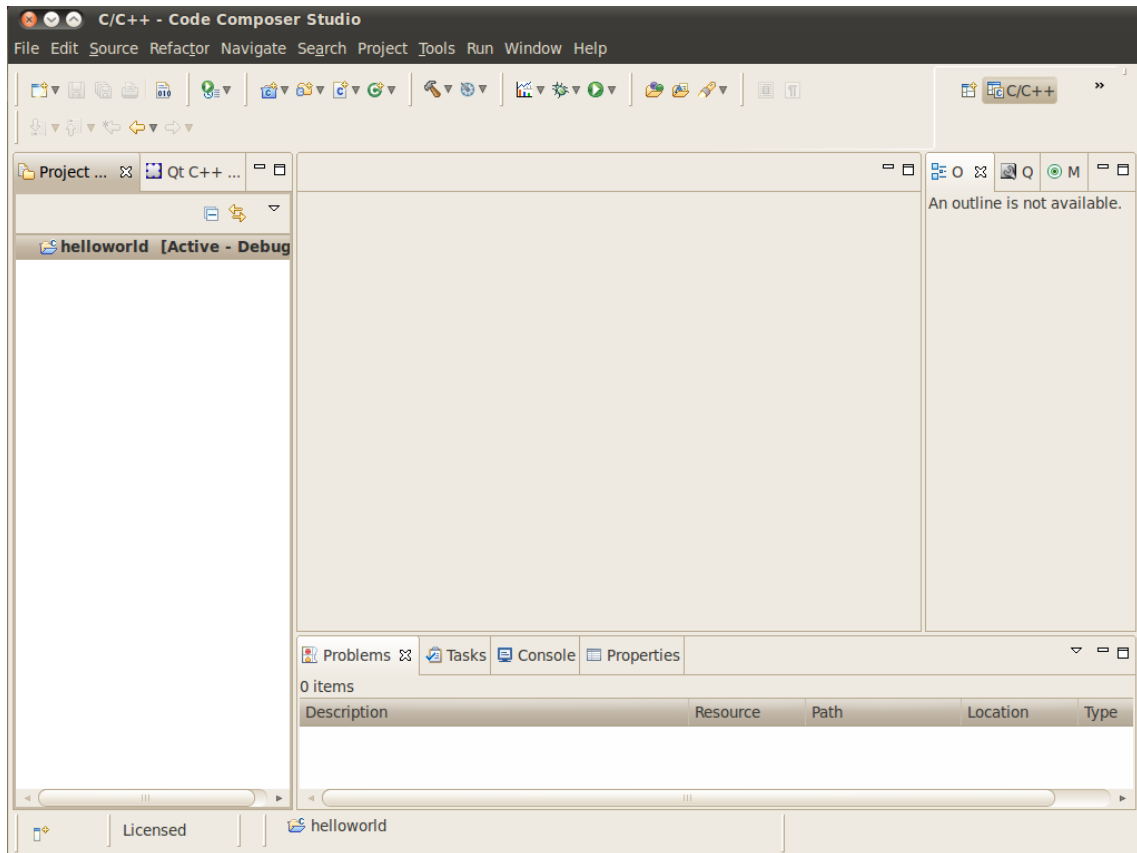 C/C++ - Code Composer Studio
File Edit Source Refactor Navigate Search Project Tools Run Window Help
C/C++ »
Project ... Qt C++ ...
O Q M
An outline is not available.
helloworld [Active - Debug
Problems Tasks Console Properties
0 items
Description Resource Path Location Type
Licensed helloworld